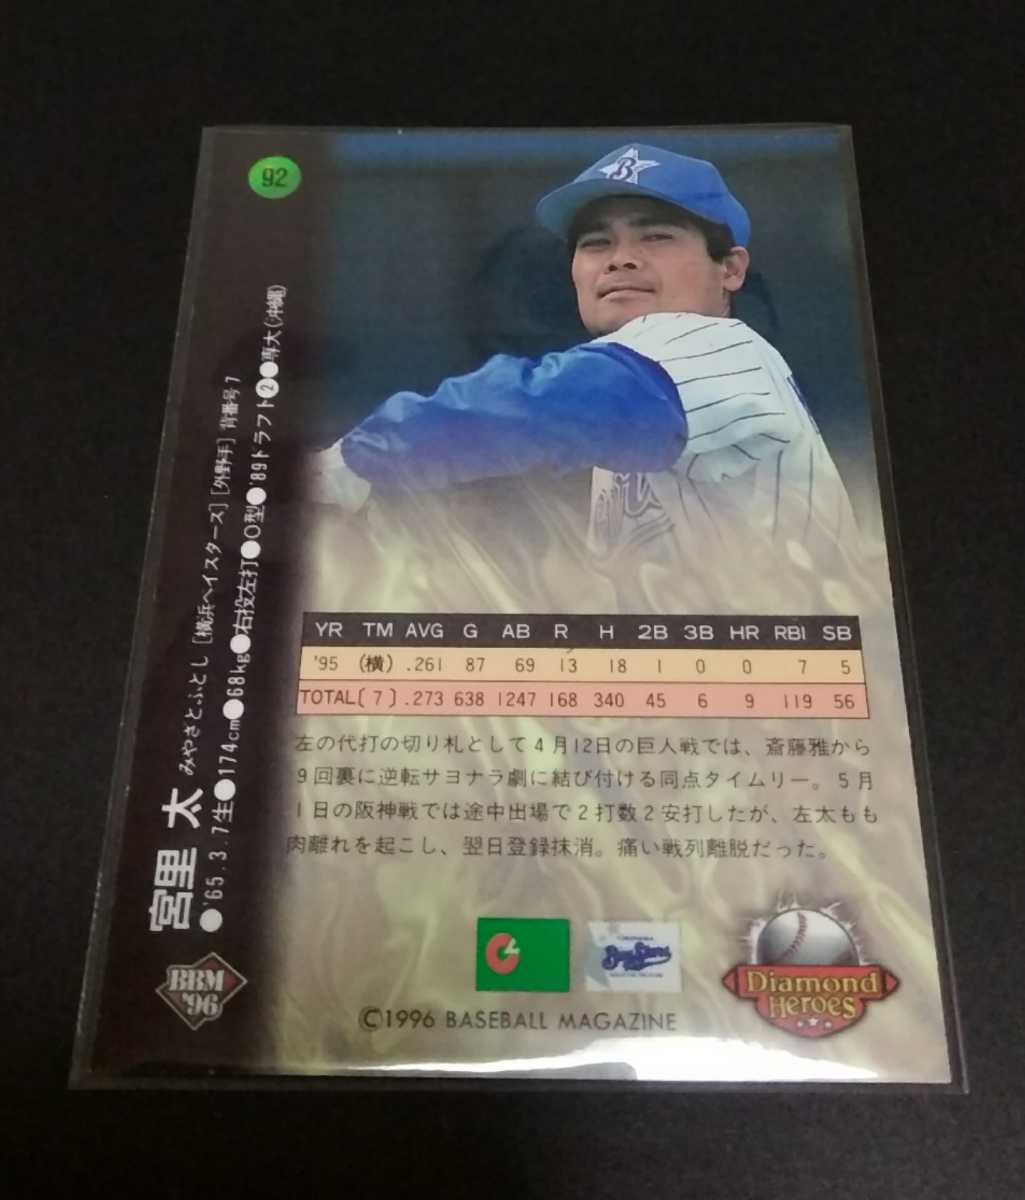 92
B
宮里 太 みやざとふとし [横浜ベイスターズ] [外野手] 背番号7
●'65.3.7生●174cm●68kg●右投左打●O型●'89ドラフト②●専大(沖縄)
YR TM AVG G AB R H 2B 3B HR RBI SB
'95 (横) .261 87 69 13 18 1 0 0 7 5
TOTAL〔7〕 .273 638 1247 168 340 45 6 9 119 56
左の代打の切り札として4月12日の巨人戦では、斎藤雅から
9回裏に逆転サヨナラ劇に結び付ける同点タイムリー。5月
1日の阪神戦では途中出場で2打数2安打したが、左太もも
肉離れを起こし、翌日登録抹消。痛い戦列離脱だった。
BBM
'96
YOKOHAMA
BayStars
Diamond
Heroes
©1996 BASEBALL MAGAZINE